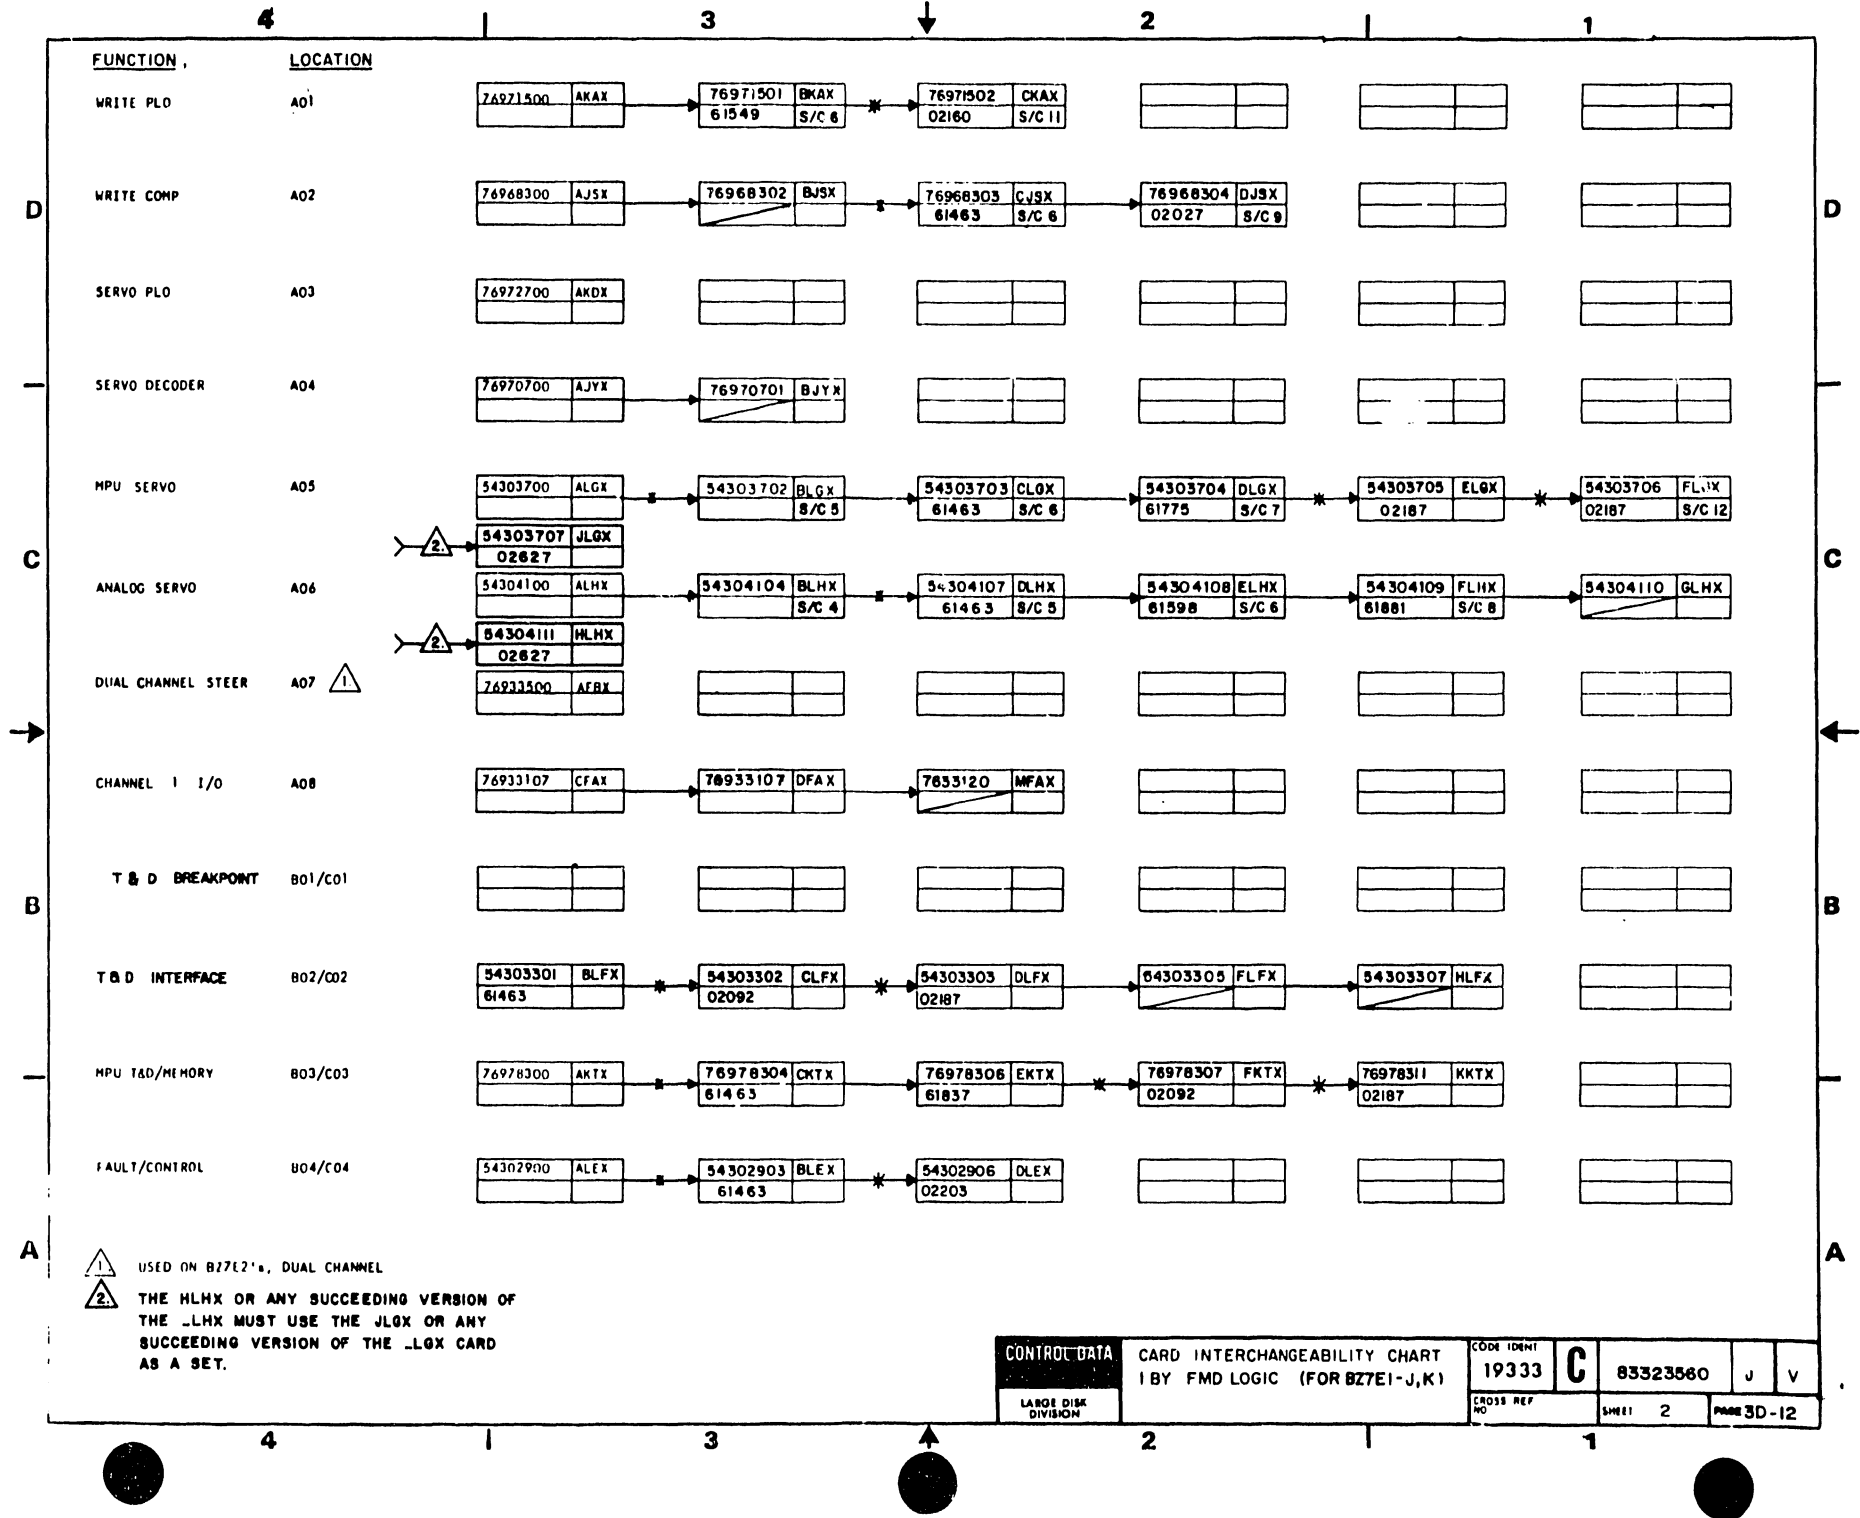 4 3 2 1
FUNCTION, LOCATION
WRITE PLO A01 76971500 AKAX 76971501 BKAX 76971502 CKAX
61549 S/C 6 02160 S/C 11
D D
WRITE COMP A02 76968300 AJSX 76968302 BJSX 76968303 CJSX 76968304 DJSX
61463 S/C 6 02027 S/C 9
SERVO PLO A03 76972700 AKDX
SERVO DECODER A04 76970700 AJYX 76970701 BJYX
MPU SERVO A05 54303700 ALGX 54303702 BLGX 54303703 CLGX 54303704 DLGX 54303705 ELGX 54303706
S/C 5 61463 S/C 6 61775 S/C 7 02187 02187 S/C 12
2. 54303707 JLGX
02627
C C
ANALOG SERVO A06 54304100 ALHX 54304104 BLHX 54304107 DLHX 54304108 ELHX 54304109 FLHX 54304110 GLHX
S/C 4 61463 S/C 5 61598 S/C 6 61881 S/C 8
2. 54304111 HLHX
02627
DUAL CHANNEL STEER A07 1. 76933500 AFBX
CHANNEL 1 I/O A08 76933107 CFAX 76933107 DFAX 7633120 MFAX
T & D BREAKPOINT B01/C01
B B
T&D INTERFACE B02/C02 54303301 BLFX 54303302 CLFX 54303303 DLFX 54303305 FLFX 54303307 HLFX
61463 02092 02187
MPU T&D/MEMORY B03/C03 76978300 AKTX 76978304 CKTX 76978306 EKTX 76978307 FKTX 76978311 KKTX
61463 61837 02092 02187
FAULT/CONTROL B04/C04 54302900 ALEX 54302903 BLEX 54302906 DLEX
61463 02203
A A
1. USED ON BZ7E2's, DUAL CHANNEL
2. THE HLHX OR ANY SUCCEEDING VERSION OF
THE _LHX MUST USE THE JLGX OR ANY
SUCCEEDING VERSION OF THE _LGX CARD
AS A SET.
CONTROL DATA
LARGE DISK
DIVISION
CARD INTERCHANGEABILITY CHART
1 BY FMD LOGIC (FOR BZ7E1-J,K)
CODE IDENT
19333 C 83323560 J V
CROSS REF
NO
SHEET 2 PAGE 3D-12
4 3 2 1